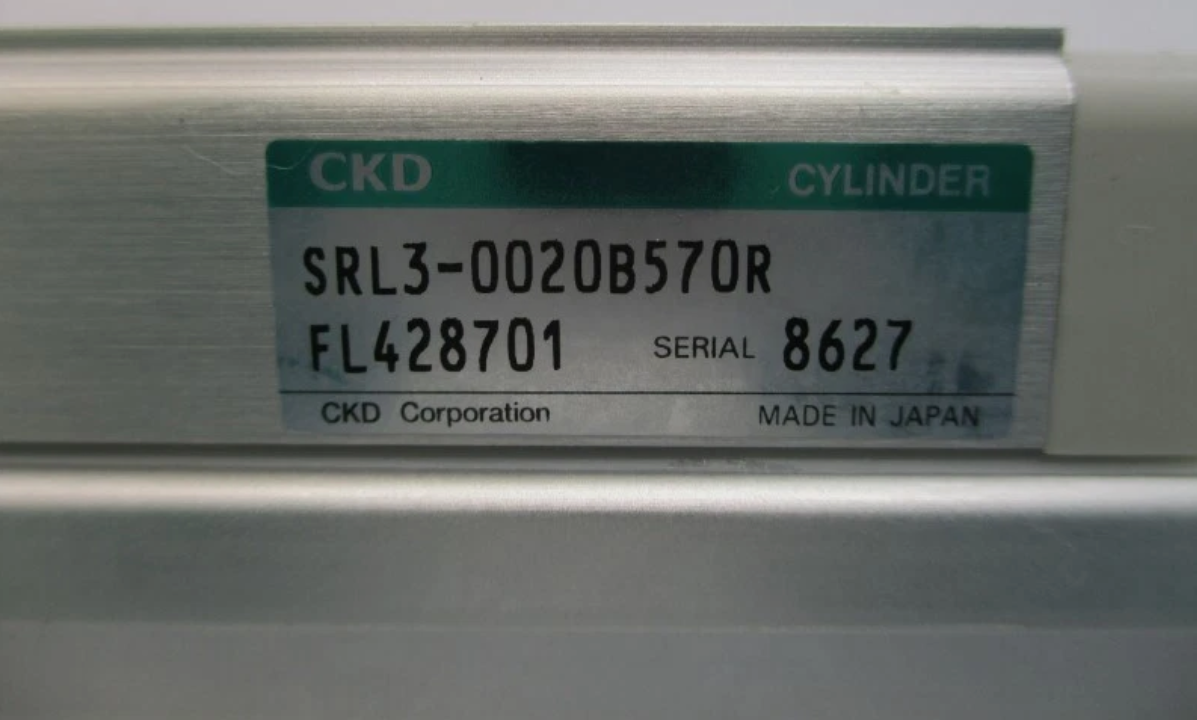 CKD CYLINDER
SRL3-0020B570R
FL428701 SERIAL 8627
CKD Corporation MADE IN JAPAN